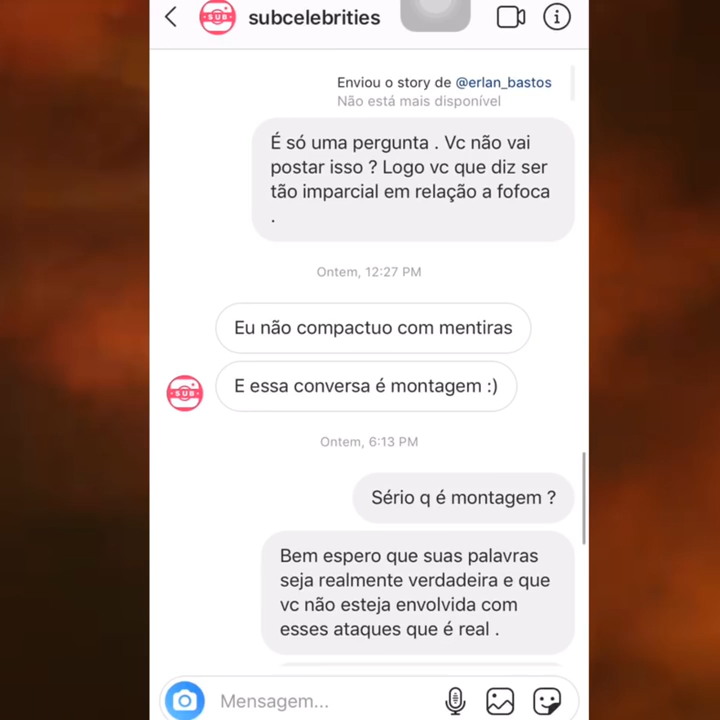 SUB
subcelebrities
Enviou o story de @erlan_bastos
Não está mais disponível
É só uma pergunta . Vc não vai
postar isso ? Logo vc que diz ser
tão imparcial em relação a fofoca
.
Ontem, 12:27 PM
Eu não compactuo com mentiras
E essa conversa é montagem :)
SUB
Ontem, 6:13 PM
Sério q é montagem ?
Bem espero que suas palavras
seja realmente verdadeira e que
vc não esteja envolvida com
esses ataques que é real .
Mensagem...